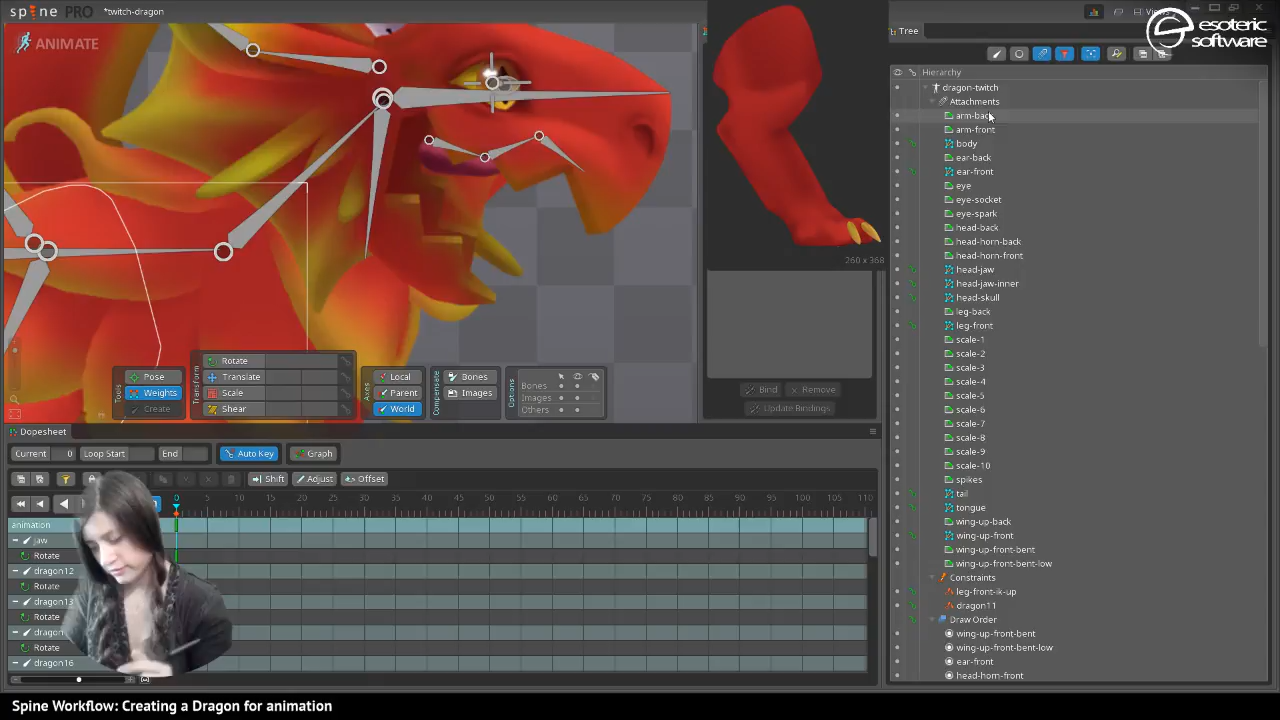 spine PRO
*twitch-dragon
Views
esoteric
software
ANIMATE
Tree
Hierarchy
dragon-twitch
Attachments
arm-back
arm-front
body
ear-back
ear-front
eye
eye-socket
eye-spark
head-back
head-horn-back
head-horn-front
head-jaw
head-jaw-inner
head-skull
leg-back
leg-front
scale-1
scale-2
scale-3
scale-4
scale-5
scale-6
scale-7
scale-8
scale-9
scale-10
spikes
tail
tongue
wing-up-back
wing-up-front
wing-up-front-bent
wing-up-front-bent-low
Constraints
leg-front-ik-up
dragon11
Draw Order
wing-up-front-bent
wing-up-front-bent-low
ear-front
head-horn-front
260 x 368
Bind
Remove
Update Bindings
Tools
Pose
Weights
Create
Transform
Rotate
Translate
Scale
Shear
Axes
Local
Parent
World
Compensate
Bones
Images
Options
Bones
Images
Others
Dopesheet
Current 0 Loop Start End Auto Key Graph
Shift Adjust Offset
0 5 10 15 20 25 30 35 40 45 50 55 60 65 70 75 80 85 90 95 100 105 110
animation
jaw
Rotate
dragon12
Rotate
dragon13
Rotate
dragon
Rotate
dragon16
Spine Workflow: Creating a Dragon for animation